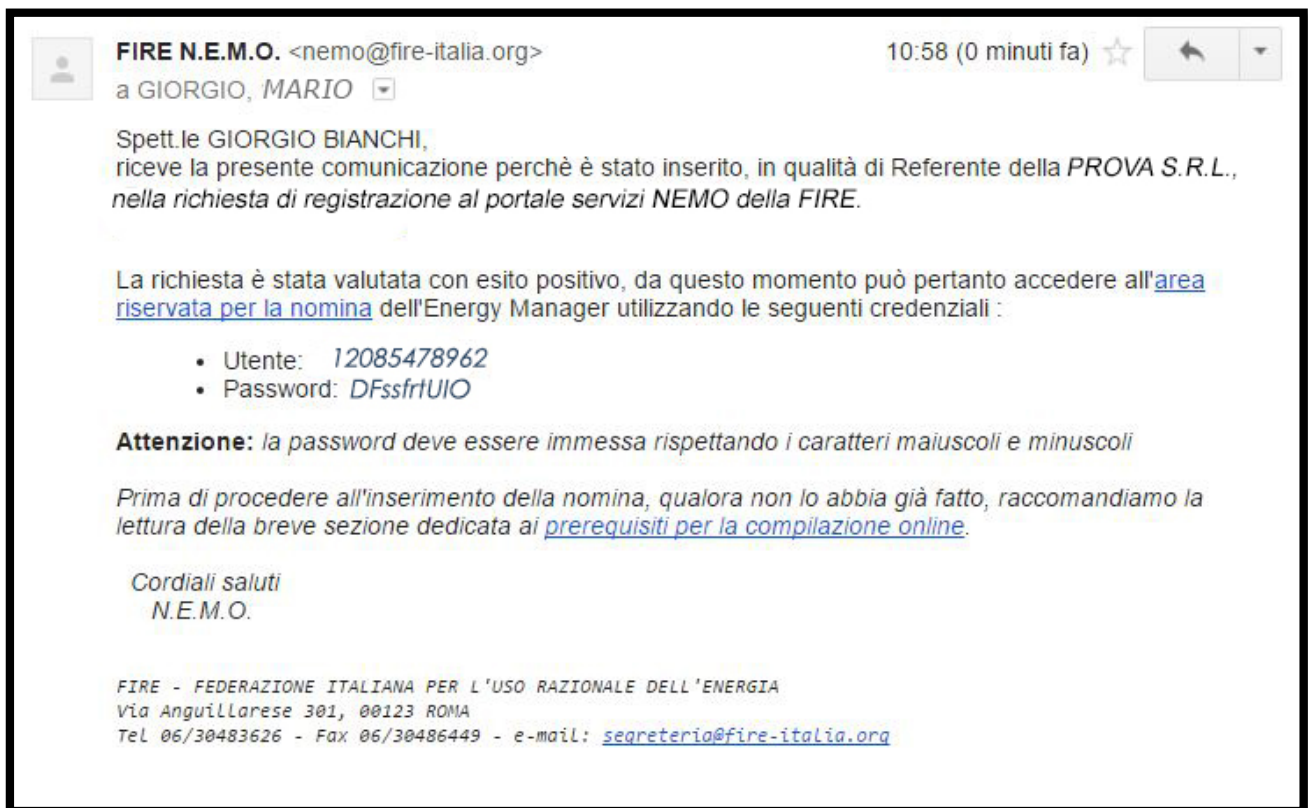 FIRE N.E.M.O. <nemo@fire-italia.org> 10:58 (0 minuti fa)
a GIORGIO, MARIO
Spett.le GIORGIO BIANCHI,
riceve la presente comunicazione perchè è stato inserito, in qualità di Referente della PROVA S.R.L.,
nella richiesta di registrazione al portale servizi NEMO della FIRE.
La richiesta è stata valutata con esito positivo, da questo momento può pertanto accedere all'area
riservata per la nomina dell'Energy Manager utilizzando le seguenti credenziali :
• Utente: 12085478962
• Password: DFssfrtUIO
Attenzione: la password deve essere immessa rispettando i caratteri maiuscoli e minuscoli
Prima di procedere all'inserimento della nomina, qualora non lo abbia già fatto, raccomandiamo la
lettura della breve sezione dedicata ai prerequisiti per la compilazione online.
Cordiali saluti
N.E.M.O.
FIRE - FEDERAZIONE ITALIANA PER L'USO RAZIONALE DELL'ENERGIA
Via Anguillarese 301, 00123 ROMA
Tel 06/30483626 - Fax 06/30486449 - e-mail: segreteria@fire-italia.org